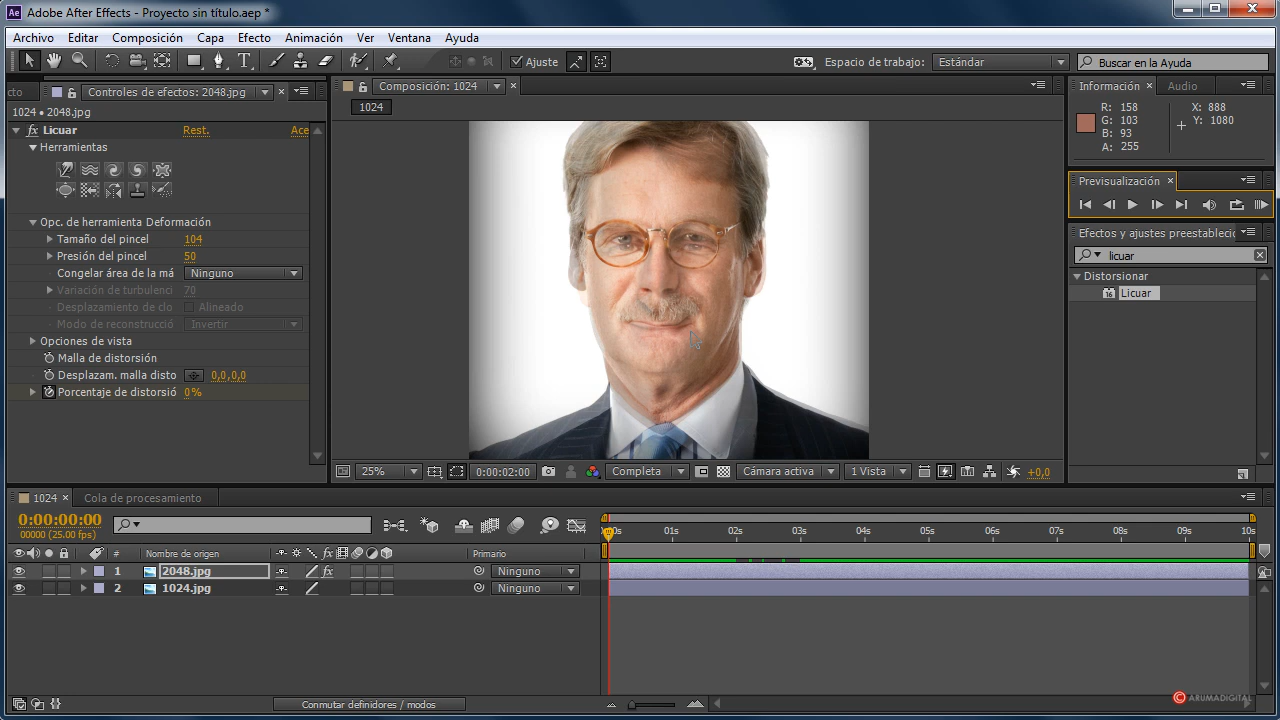 Adobe After Effects - Proyecto sin título.aep *
Archivo Editar Composición Capa Efecto Animación Ver Ventana Ayuda
Ajuste Espacio de trabajo: Estándar Buscar en la Ayuda
cto Controles de efectos: 2048.jpg
1024 • 2048.jpg
fx Licuar Rest. Ace
Herramientas
Opc. de herramienta Deformación
Tamaño del pincel 104
Presión del pincel 50
Congelar área de la má Ninguno
Variación de turbulenci 70
Desplazamiento de clo Alineado
Modo de reconstrucció Invertir
Opciones de vista
Malla de distorsión
Desplazam. malla disto 0,0,0,0
Porcentaje de distorsió 0%
Composición: 1024
1024
25% 0:00:02:00 Completa Cámara activa 1 Vista +0,0
Información Audio
R: 158 X: 888
G: 103 Y: 1080
B: 93
A: 255
Previsualización
Efectos y ajustes preestablecid
licuar
Distorsionar
Licuar
1024 Cola de procesamiento
0:00:00:00
00000 (25.00 fps)
# Nombre de origen fx Primario
1 2048.jpg fx Ninguno
2 1024.jpg Ninguno
01s 02s 03s 04s 05s 06s 07s 08s 09s 10s
Conmutar definidores / modos
© ARUMADIGITAL